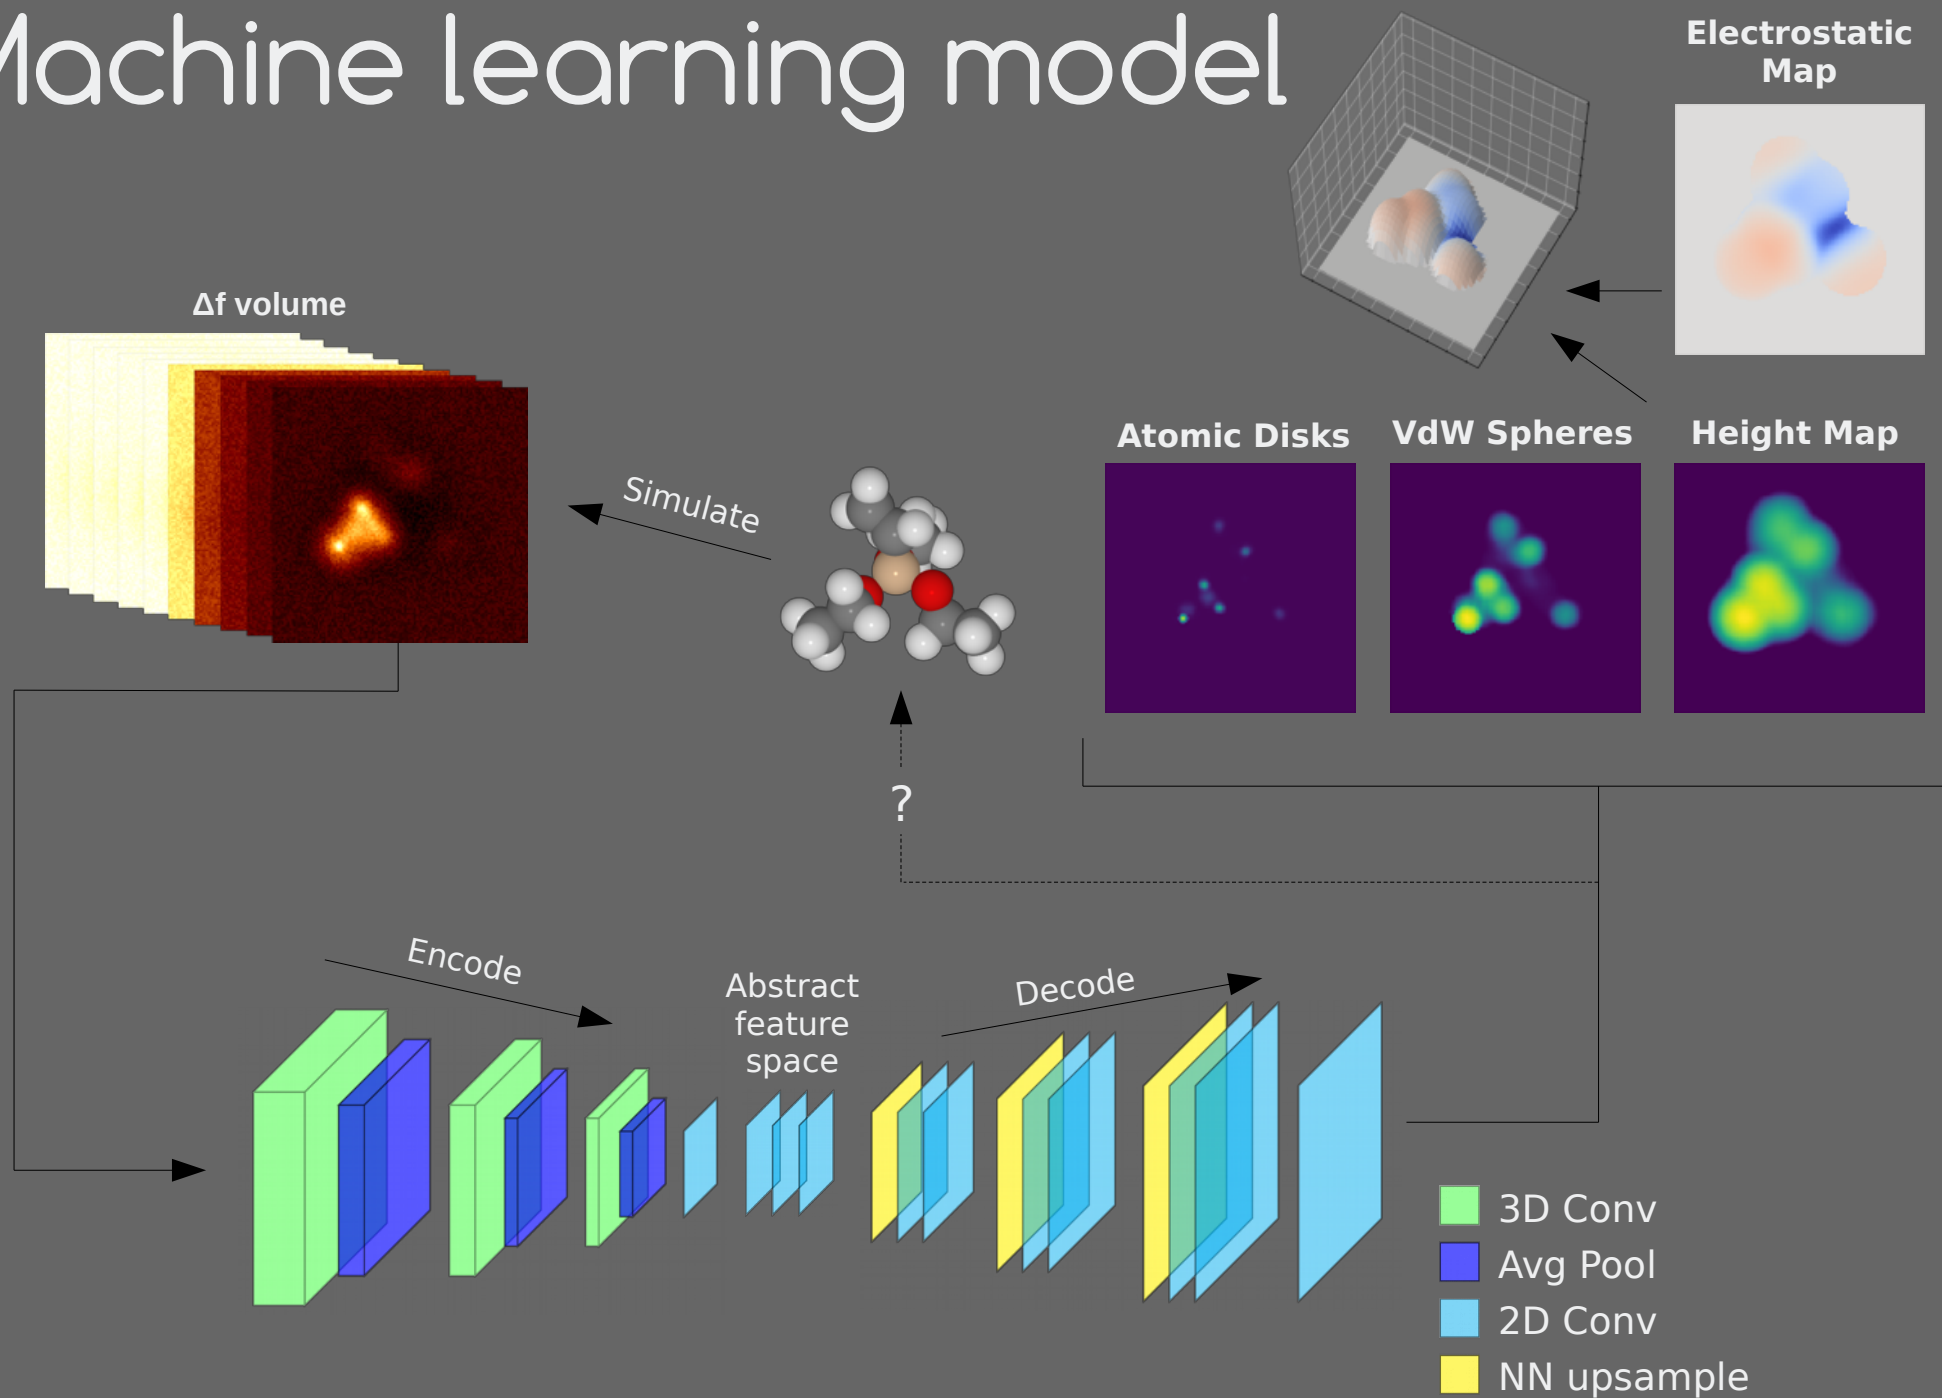 Machine learning model
Electrostatic
Map
Δf volume
Atomic Disks
VdW Spheres
Height Map
Simulate
?
Encode
Abstract
feature
space
Decode
3D Conv
Avg Pool
2D Conv
NN upsample